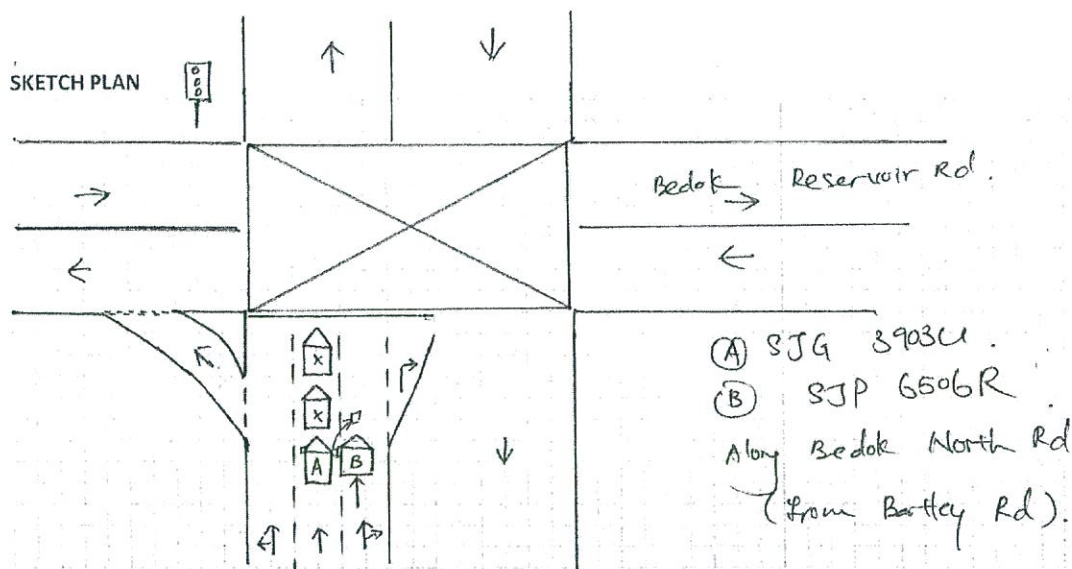 SKETCH PLAN
Bedok Reservoir Rd.
X
X
A B
(A) SJG 3903U.
(B) SJP 6506R.
Along Bedok North Rd
(from Bartley Rd).